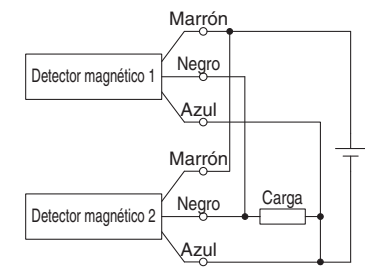 Marrón
Detector magnético 1
Negro
Azul
Marrón
Detector magnético 2
Negro
Carga
Azul